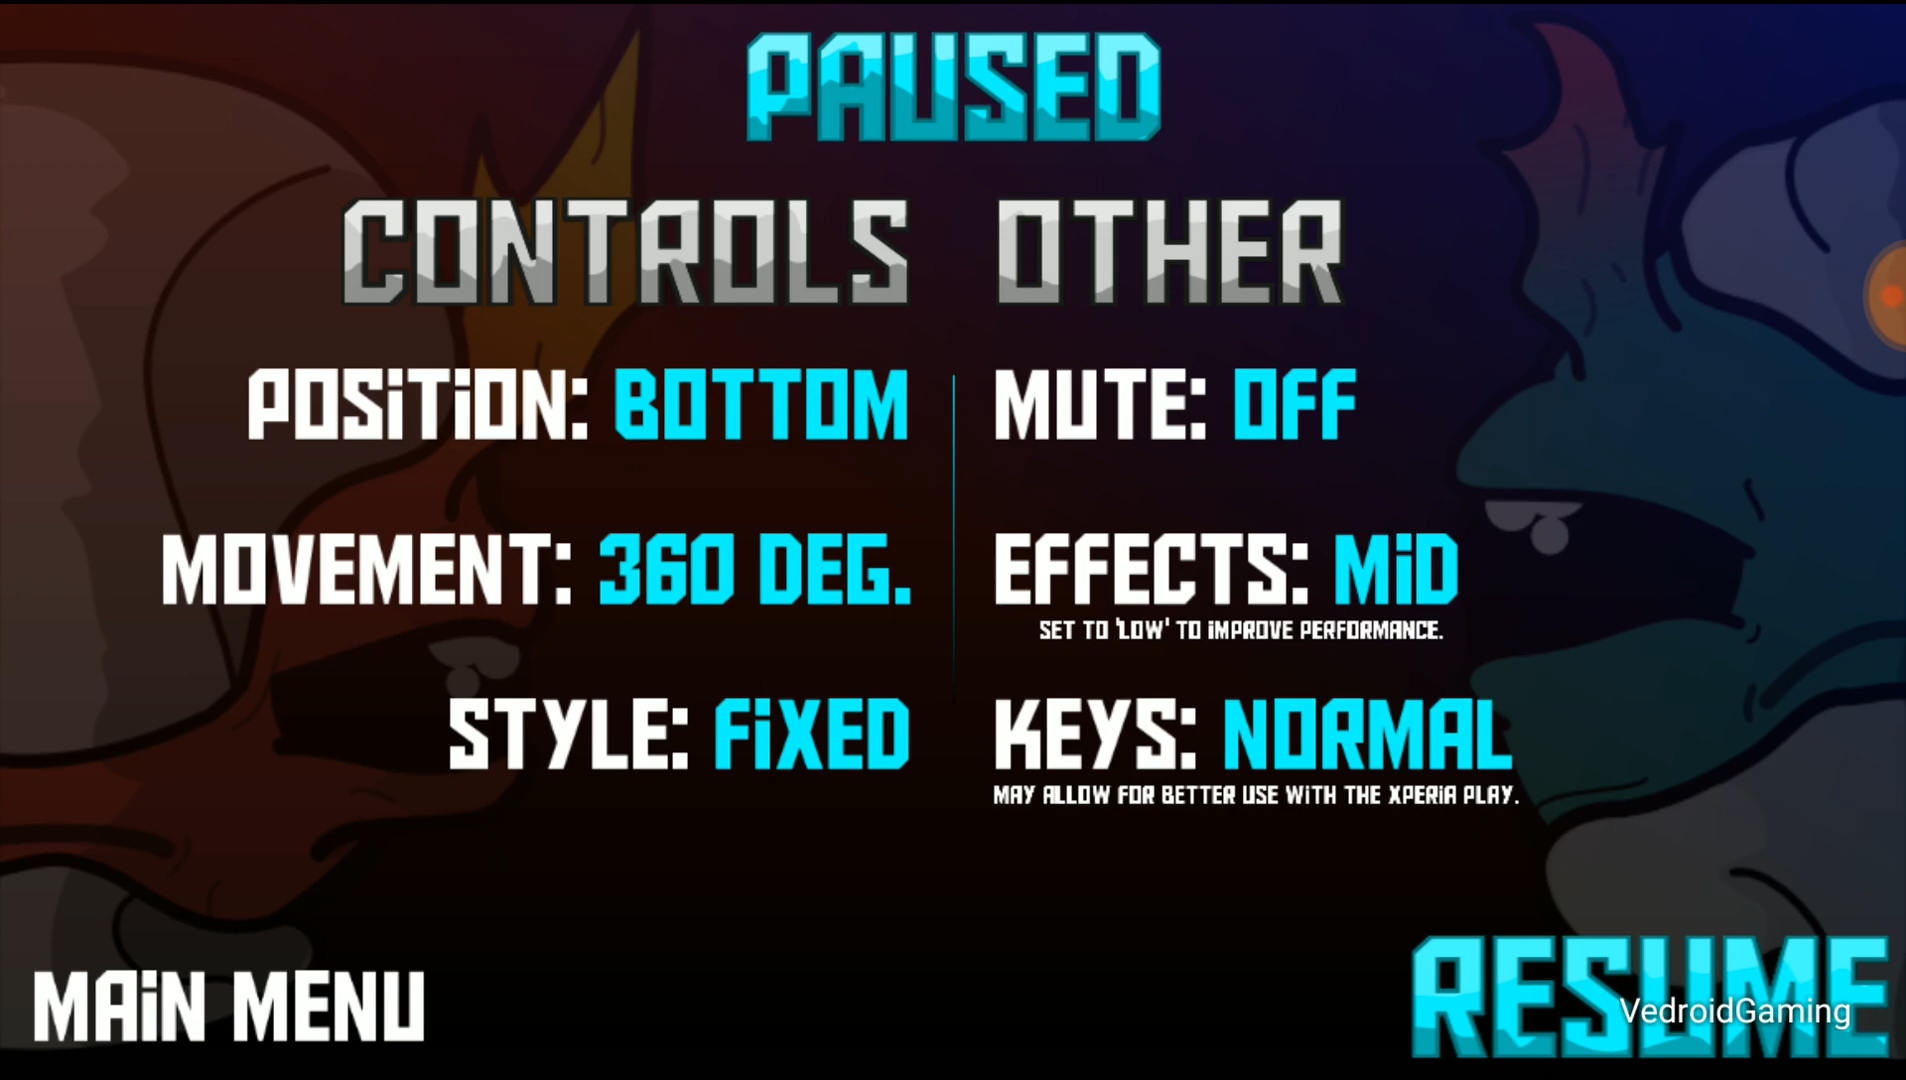 PAUSED
CONTROLS
POSiTiON: BOTTOM
MOVEMENT: 360 DEG.
STYLE: FiXED
OTHER
MUTE: OFF
EFFECTS: MiD
SET TO 'LOW' TO iMPROVE PERFORMANCE.
KEYS: NORMAL
MAY ALLOW FOR BETTER USE WiTH THE XPERiA PLAY.
MAiN MENU
RESUME
VedroidGaming